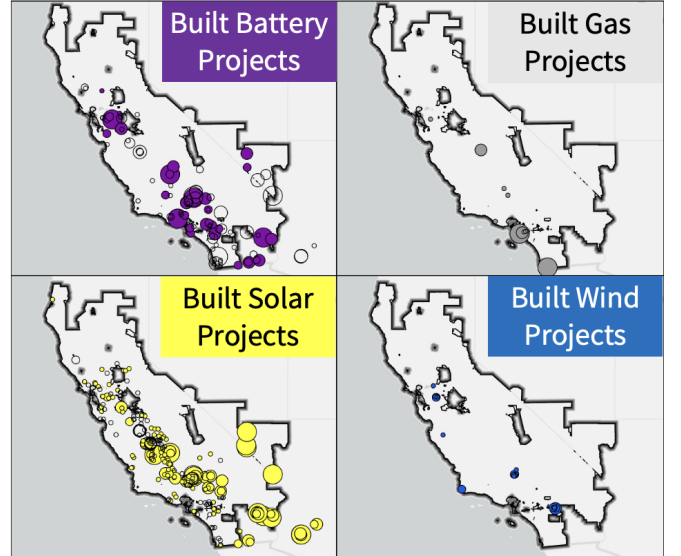 Built Battery
Projects
Built Gas
Projects
Built Solar
Projects
Built Wind
Projects